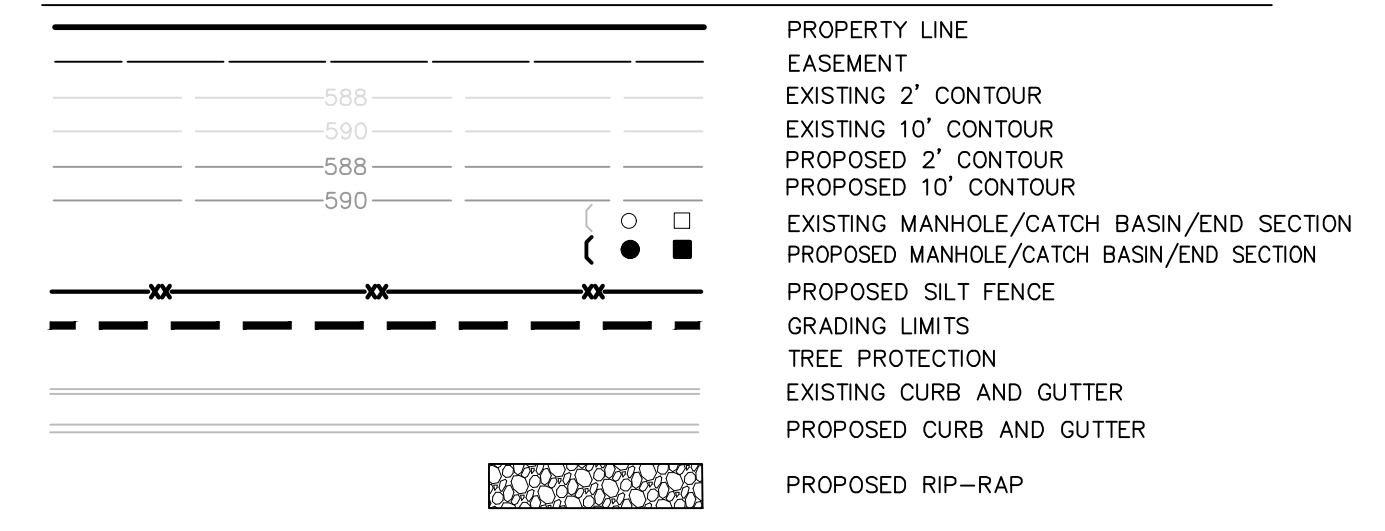 PROPERTY LINE
EASEMENT
588 EXISTING 2' CONTOUR
590 EXISTING 10' CONTOUR
588 PROPOSED 2' CONTOUR
590 PROPOSED 10' CONTOUR
EXISTING MANHOLE/CATCH BASIN/END SECTION
PROPOSED MANHOLE/CATCH BASIN/END SECTION
XX XX XX PROPOSED SILT FENCE
GRADING LIMITS
TREE PROTECTION
EXISTING CURB AND GUTTER
PROPOSED CURB AND GUTTER
PROPOSED RIP-RAP